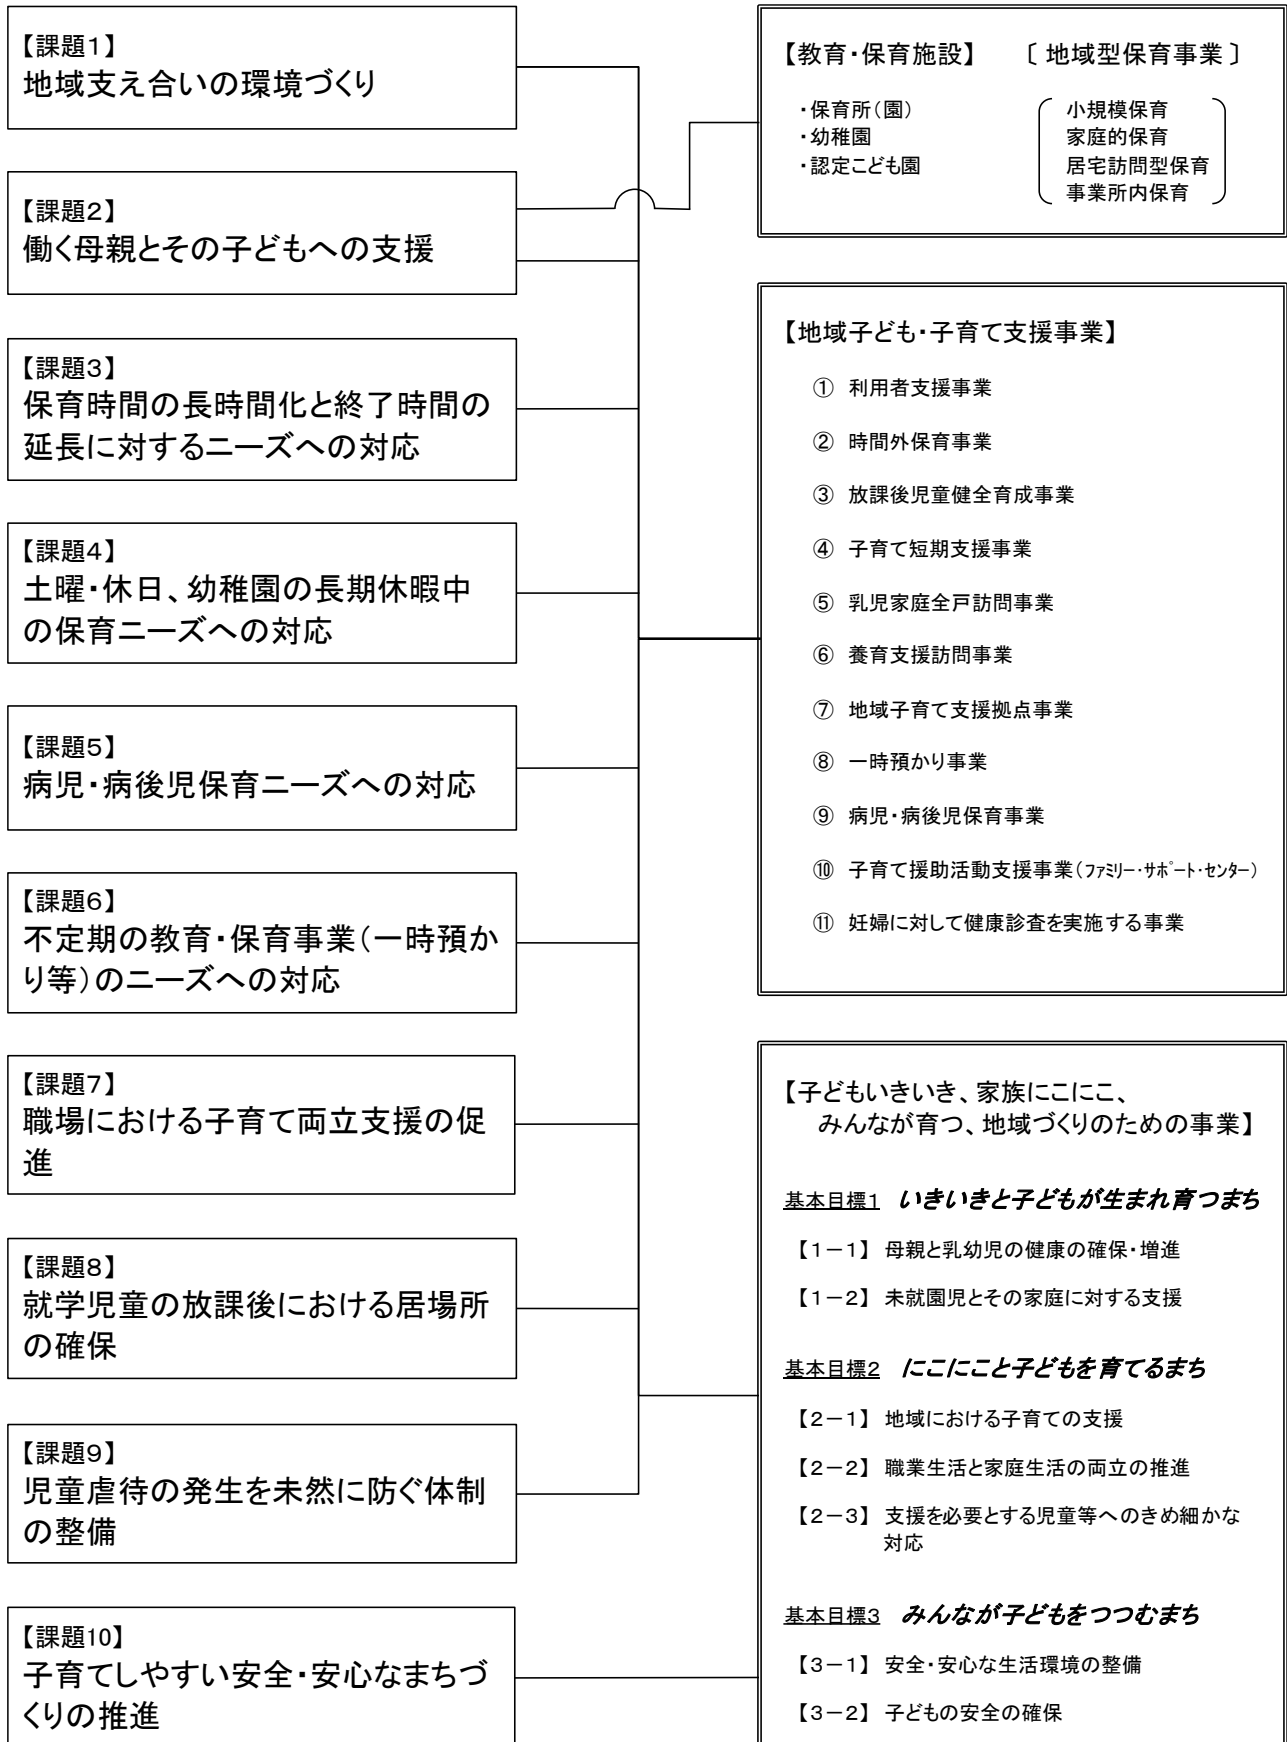 【課題1】
地域支え合いの環境づくり
【課題2】
働く母親とその子どもへの支援
【課題3】
保育時間の長時間化と終了時間の
延長に対するニーズへの対応
【課題4】
土曜・休日、幼稚園の長期休暇中
の保育ニーズへの対応
【課題5】
病児・病後児保育ニーズへの対応
【課題6】
不定期の教育・保育事業（一時預か
り等）のニーズへの対応
【課題7】
職場における子育て両立支援の促
進
【課題8】
就学児童の放課後における居場所
の確保
【課題9】
児童虐待の発生を未然に防ぐ体制
の整備
【課題10】
子育てしやすい安全・安心なまちづ
くりの推進
【教育・保育施設】 〔 地域型保育事業 〕
・保育所（園） 小規模保育
・幼稚園 家庭的保育
・認定こども園 居宅訪問型保育
事業所内保育
【地域子ども・子育て支援事業】
① 利用者支援事業
② 時間外保育事業
③ 放課後児童健全育成事業
④ 子育て短期支援事業
⑤ 乳児家庭全戸訪問事業
⑥ 養育支援訪問事業
⑦ 地域子育て支援拠点事業
⑧ 一時預かり事業
⑨ 病児・病後児保育事業
⑩ 子育て援助活動支援事業（ﾌｧﾐﾘｰ・ｻﾎﾟｰﾄ・ｾﾝﾀｰ）
⑪ 妊婦に対して健康診査を実施する事業
【子どもいきいき、家族にこにこ、
みんなが育つ、地域づくりのための事業】
基本目標1 いきいきと子どもが生まれ育つまち
【1－1】 母親と乳幼児の健康の確保・増進
【1－2】 未就園児とその家庭に対する支援
基本目標2 にこにこと子どもを育てるまち
【2－1】 地域における子育ての支援
【2－2】 職業生活と家庭生活の両立の推進
【2－3】 支援を必要とする児童等へのきめ細かな
対応
基本目標3 みんなが子どもをつつむまち
【3－1】 安全・安心な生活環境の整備
【3－2】 子どもの安全の確保